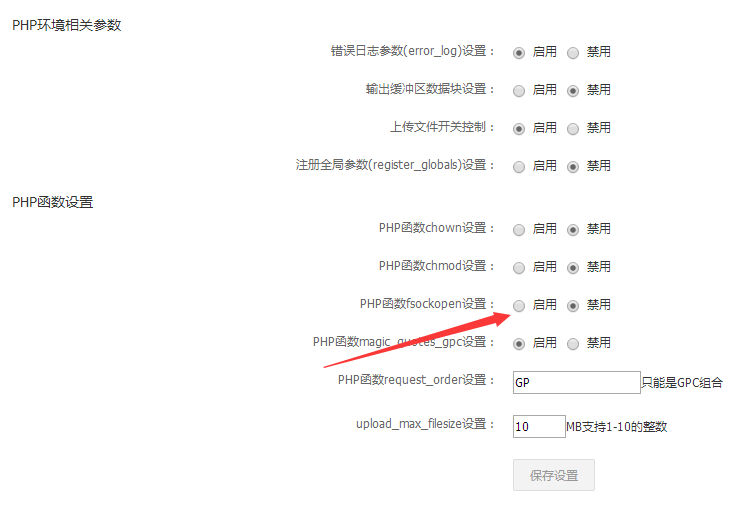 PHP环境相关参数
错误日志参数(error_log)设置： 启用 禁用
输出缓冲区数据块设置： 启用 禁用
上传文件开关控制： 启用 禁用
注册全局参数(register_globals)设置： 启用 禁用
PHP函数设置
PHP函数chown设置： 启用 禁用
PHP函数chmod设置： 启用 禁用
PHP函数fsockopen设置： 启用 禁用
PHP函数magic_quotes_gpc设置： 启用 禁用
PHP函数request_order设置： GP 只能是GPC组合
upload_max_filesize设置： 10 MB支持1-10的整数
保存设置